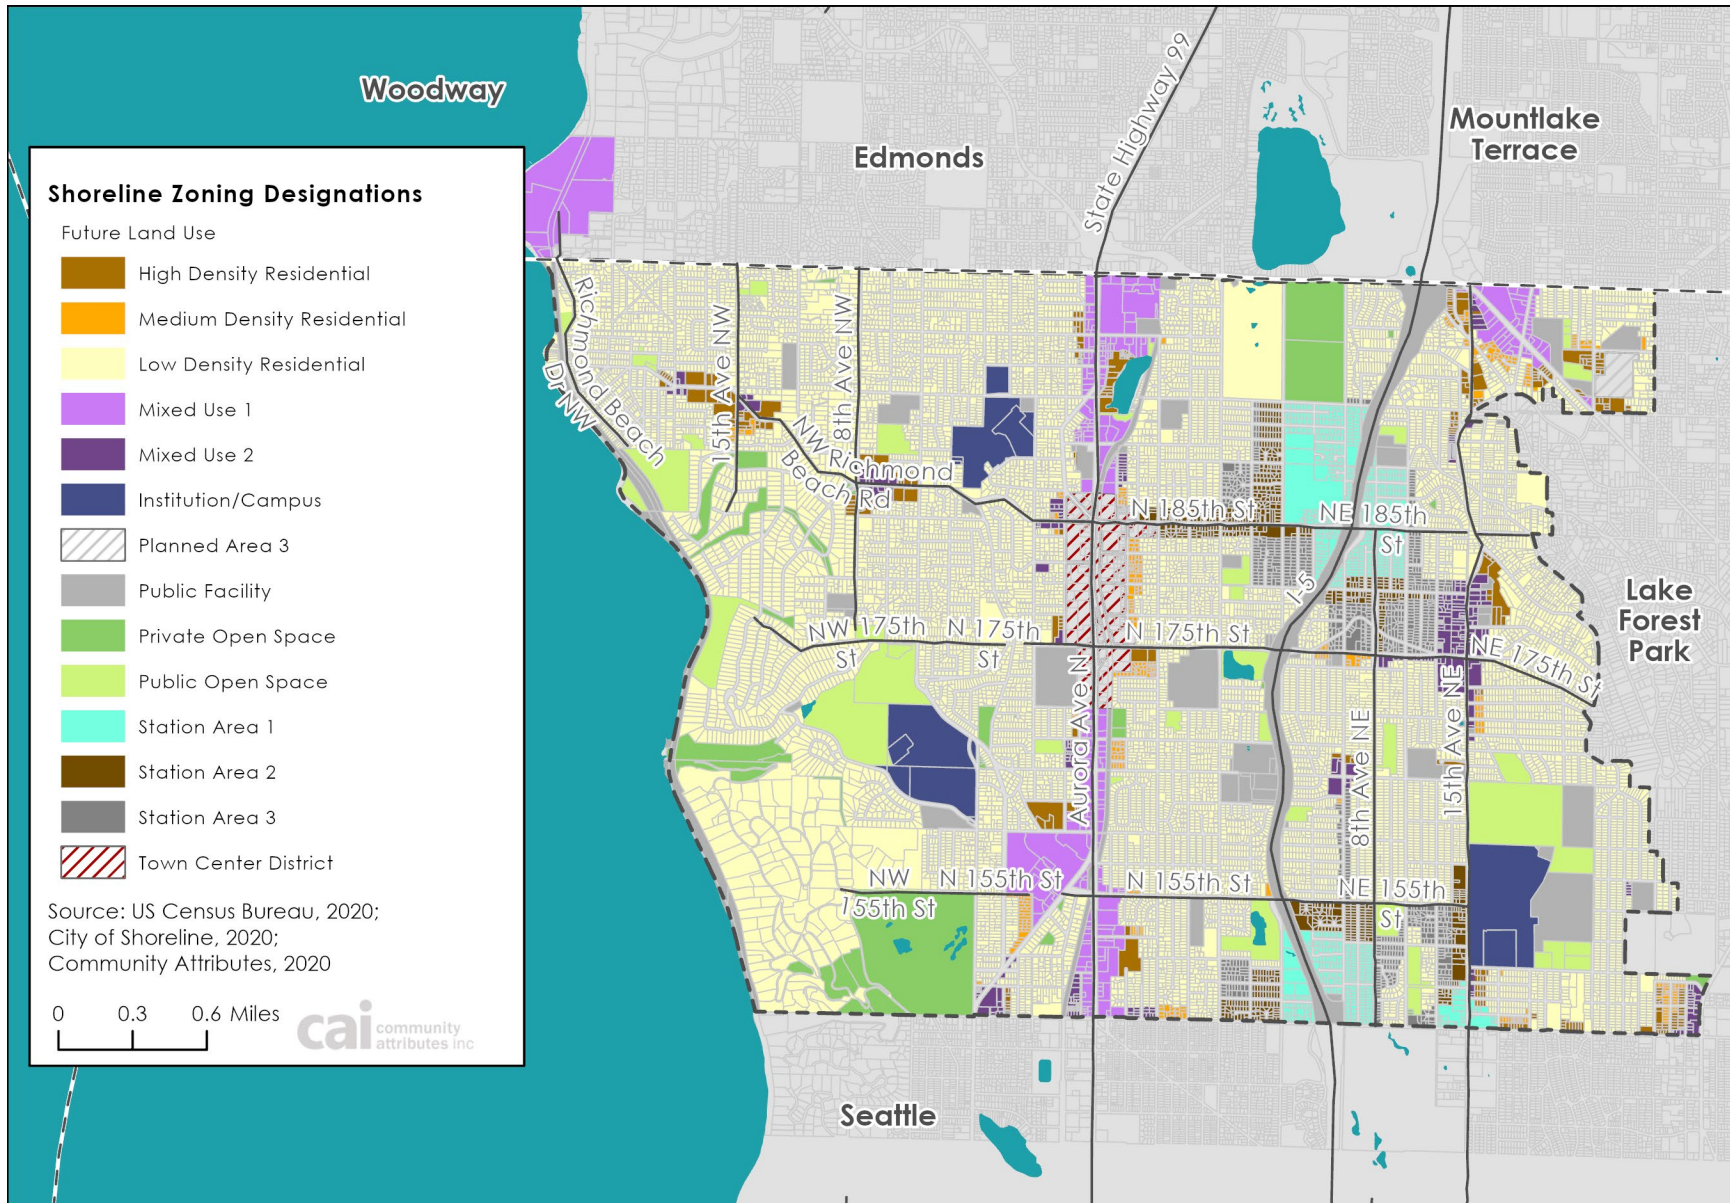 Woodway
Edmonds
State Highway 99
Mountlake
Terrace
Shoreline Zoning Designations
Future Land Use
High Density Residential
Medium Density Residential
Low Density Residential
Mixed Use 1
Mixed Use 2
Institution/Campus
Planned Area 3
Public Facility
Private Open Space
Public Open Space
Station Area 1
Station Area 2
Station Area 3
Town Center District
Source: US Census Bureau, 2020;
City of Shoreline, 2020;
Community Attributes, 2020
0 0.3 0.6 Miles
cai community
attributes inc
Richmond Beach
Dr NW
15th Ave NW
8th Ave NW
NW Richmond
Beach Rd
N 185th St
NE 185th
St
I-5
Lake
Forest
Park
NW 175th
St
N 175th
St
N 175th St
NE 175th St
Aurora Ave N
8th Ave NE
15th Ave NE
NW
155th St
N 155th St
N 155th St
NE 155th
St
Seattle